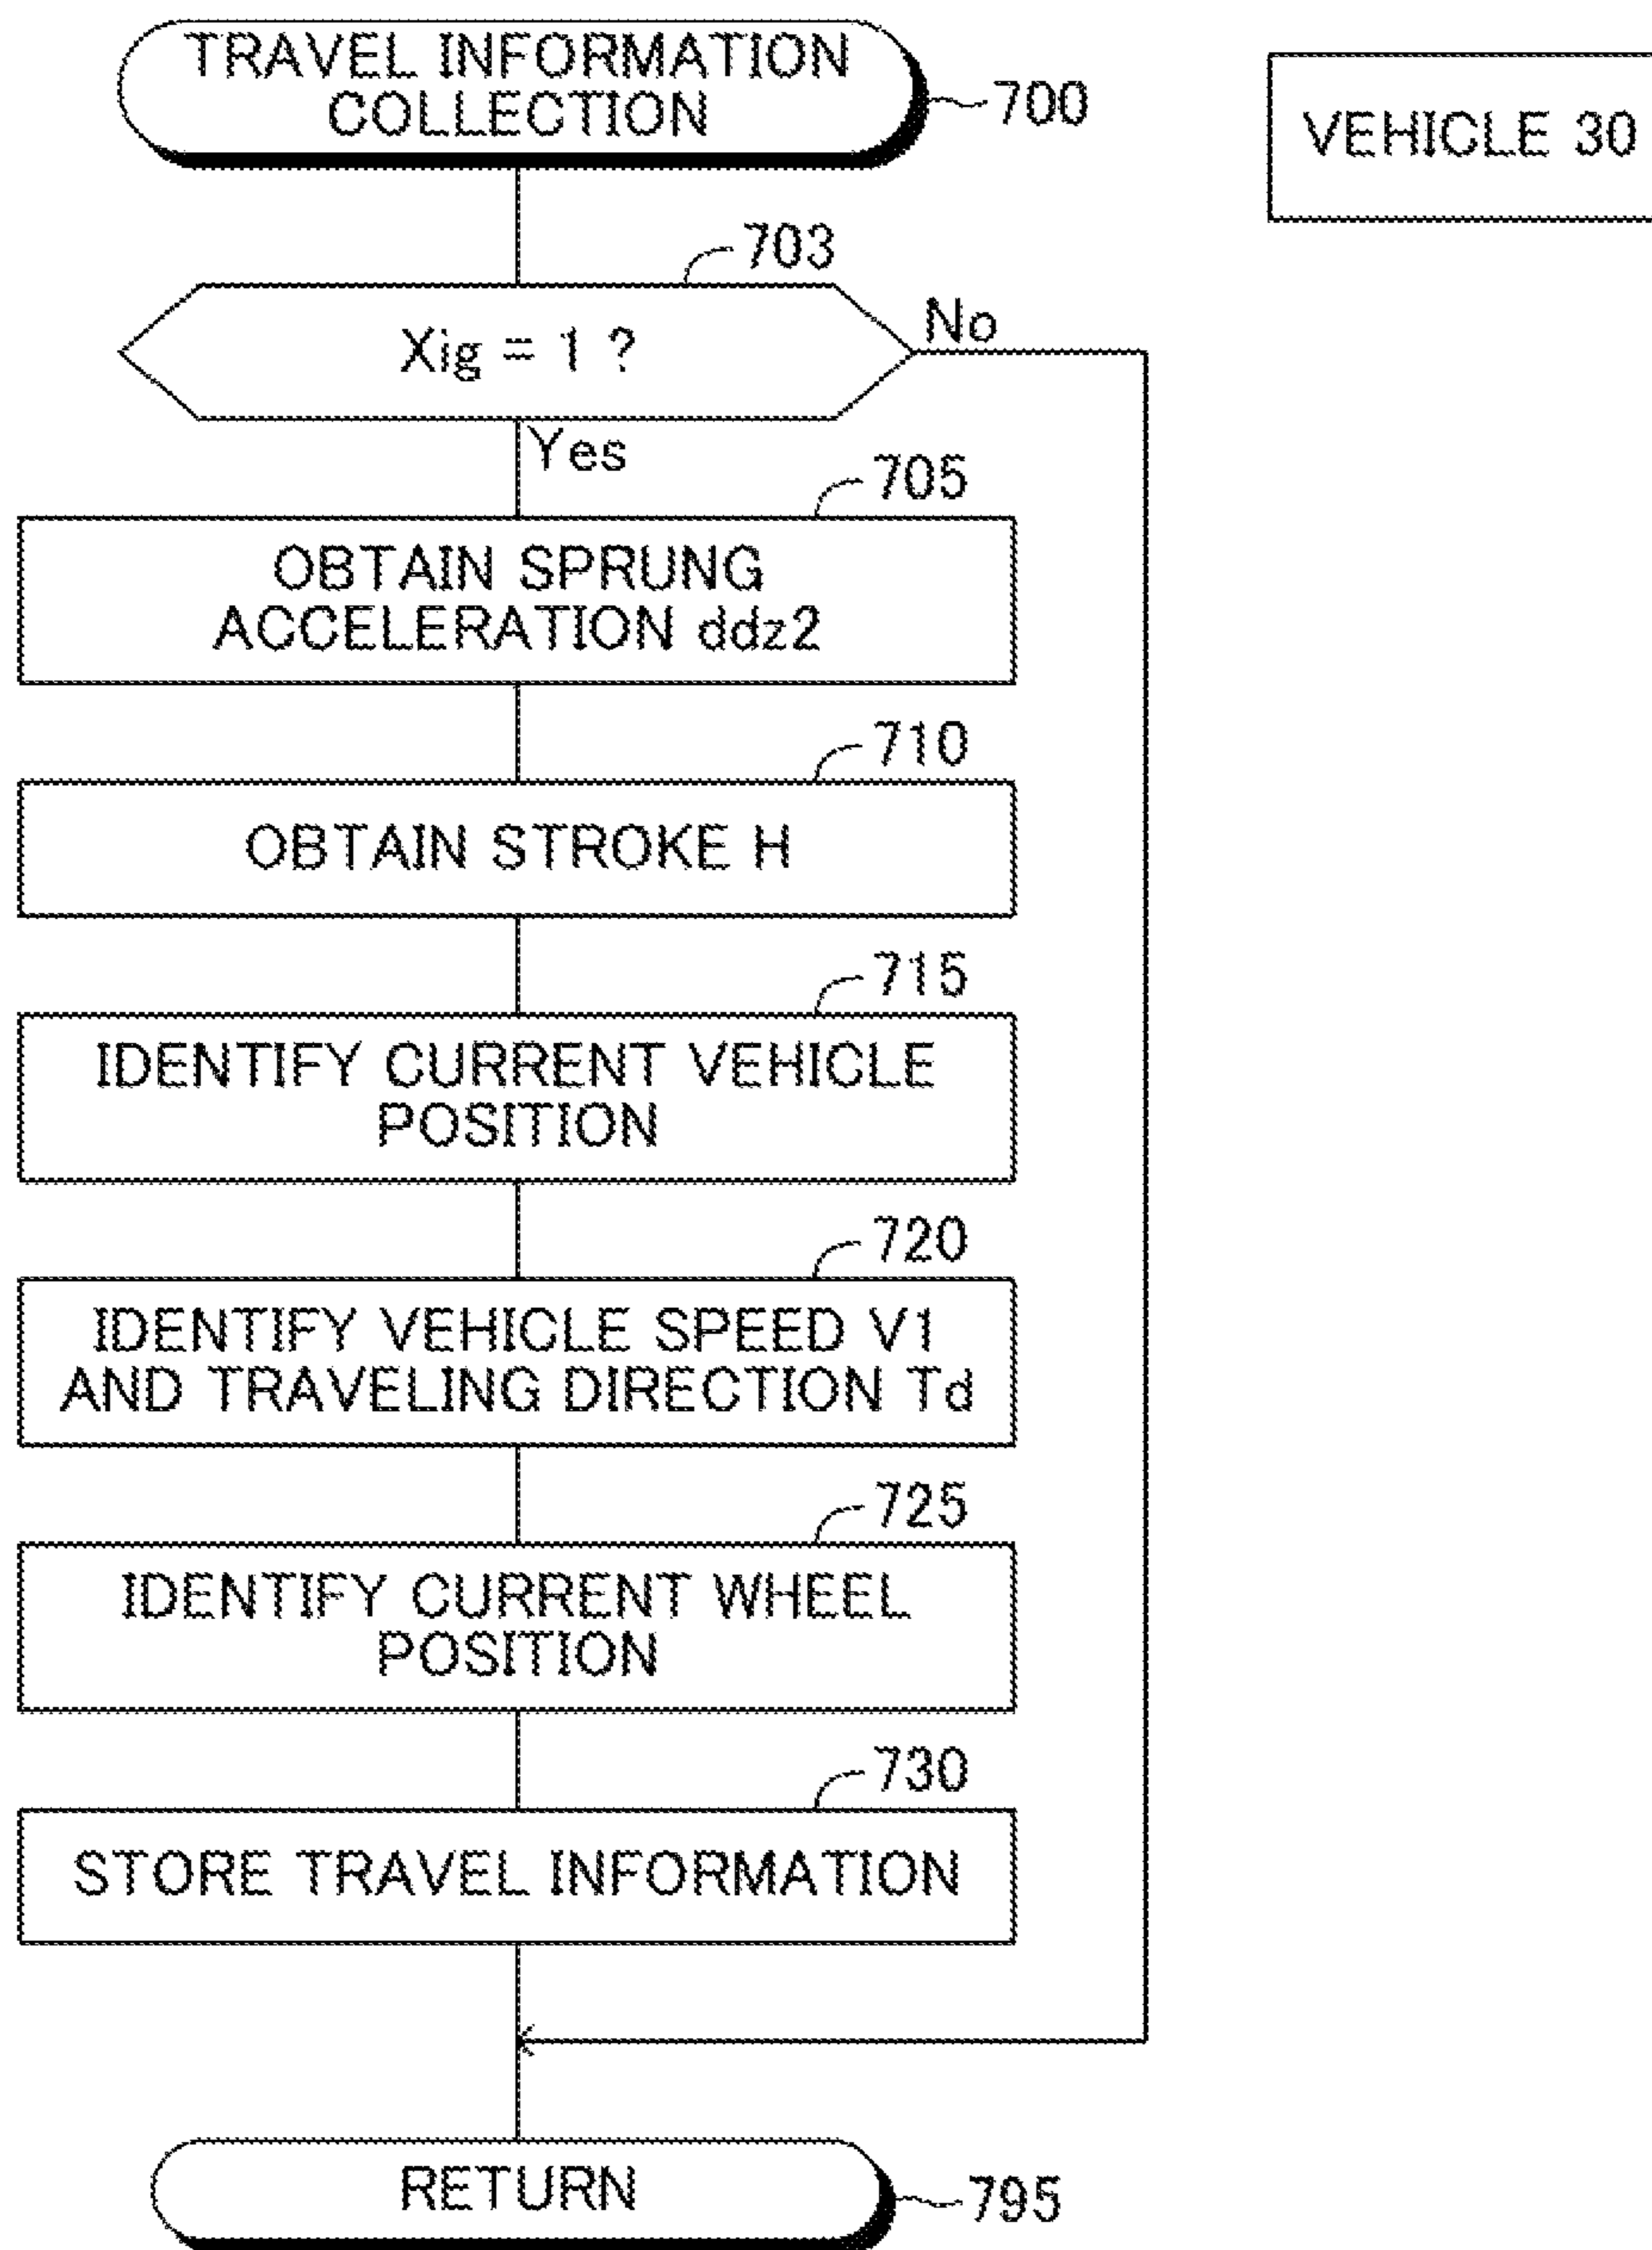 TRAVEL INFORMATION
COLLECTION
700
VEHICLE 30
703
Xig = 1 ?
No
Yes
705
OBTAIN SPRUNG
ACCELERATION ddz2
710
OBTAIN STROKE H
715
IDENTIFY CURRENT VEHICLE
POSITION
720
IDENTIFY VEHICLE SPEED V1
AND TRAVELING DIRECTION Td
725
IDENTIFY CURRENT WHEEL
POSITION
730
STORE TRAVEL INFORMATION
RETURN
795